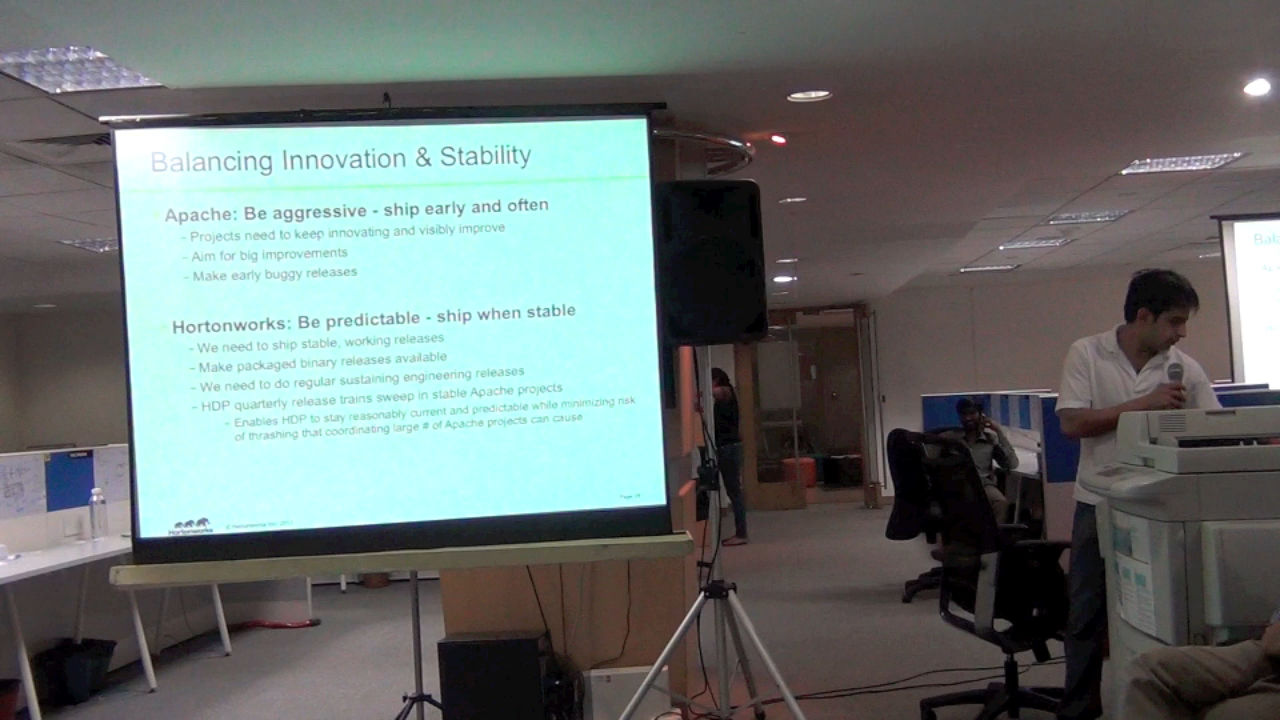 Balancing Innovation & Stability
Apache: Be aggressive - ship early and often
- Projects need to keep innovating and visibly improve
- Aim for big improvements
- Make early buggy releases
Hortonworks: Be predictable - ship when stable
- We need to ship stable, working releases
- Make packaged binary releases available
- We need to do regular sustaining engineering releases
- HDP quarterly release trains sweep in stable Apache projects
- Enables HDP to stay reasonably current and predictable while minimizing risk
of thrashing that coordinating large # of Apache projects can cause
Page
Hortonworks
© Hortonworks Inc.